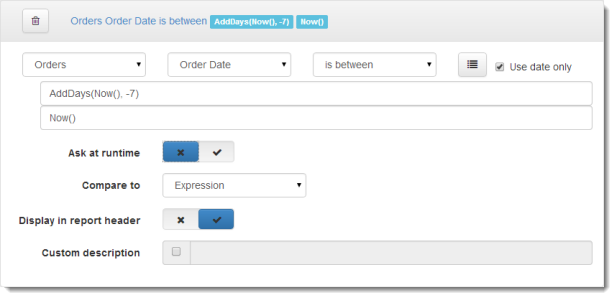 Orders Order Date is between AddDays(Now(), -7) Now()
Orders Order Date is between Use date only
AddDays(Now(), -7)
Now()
Ask at runtime
Compare to Expression
Display in report header
Custom description